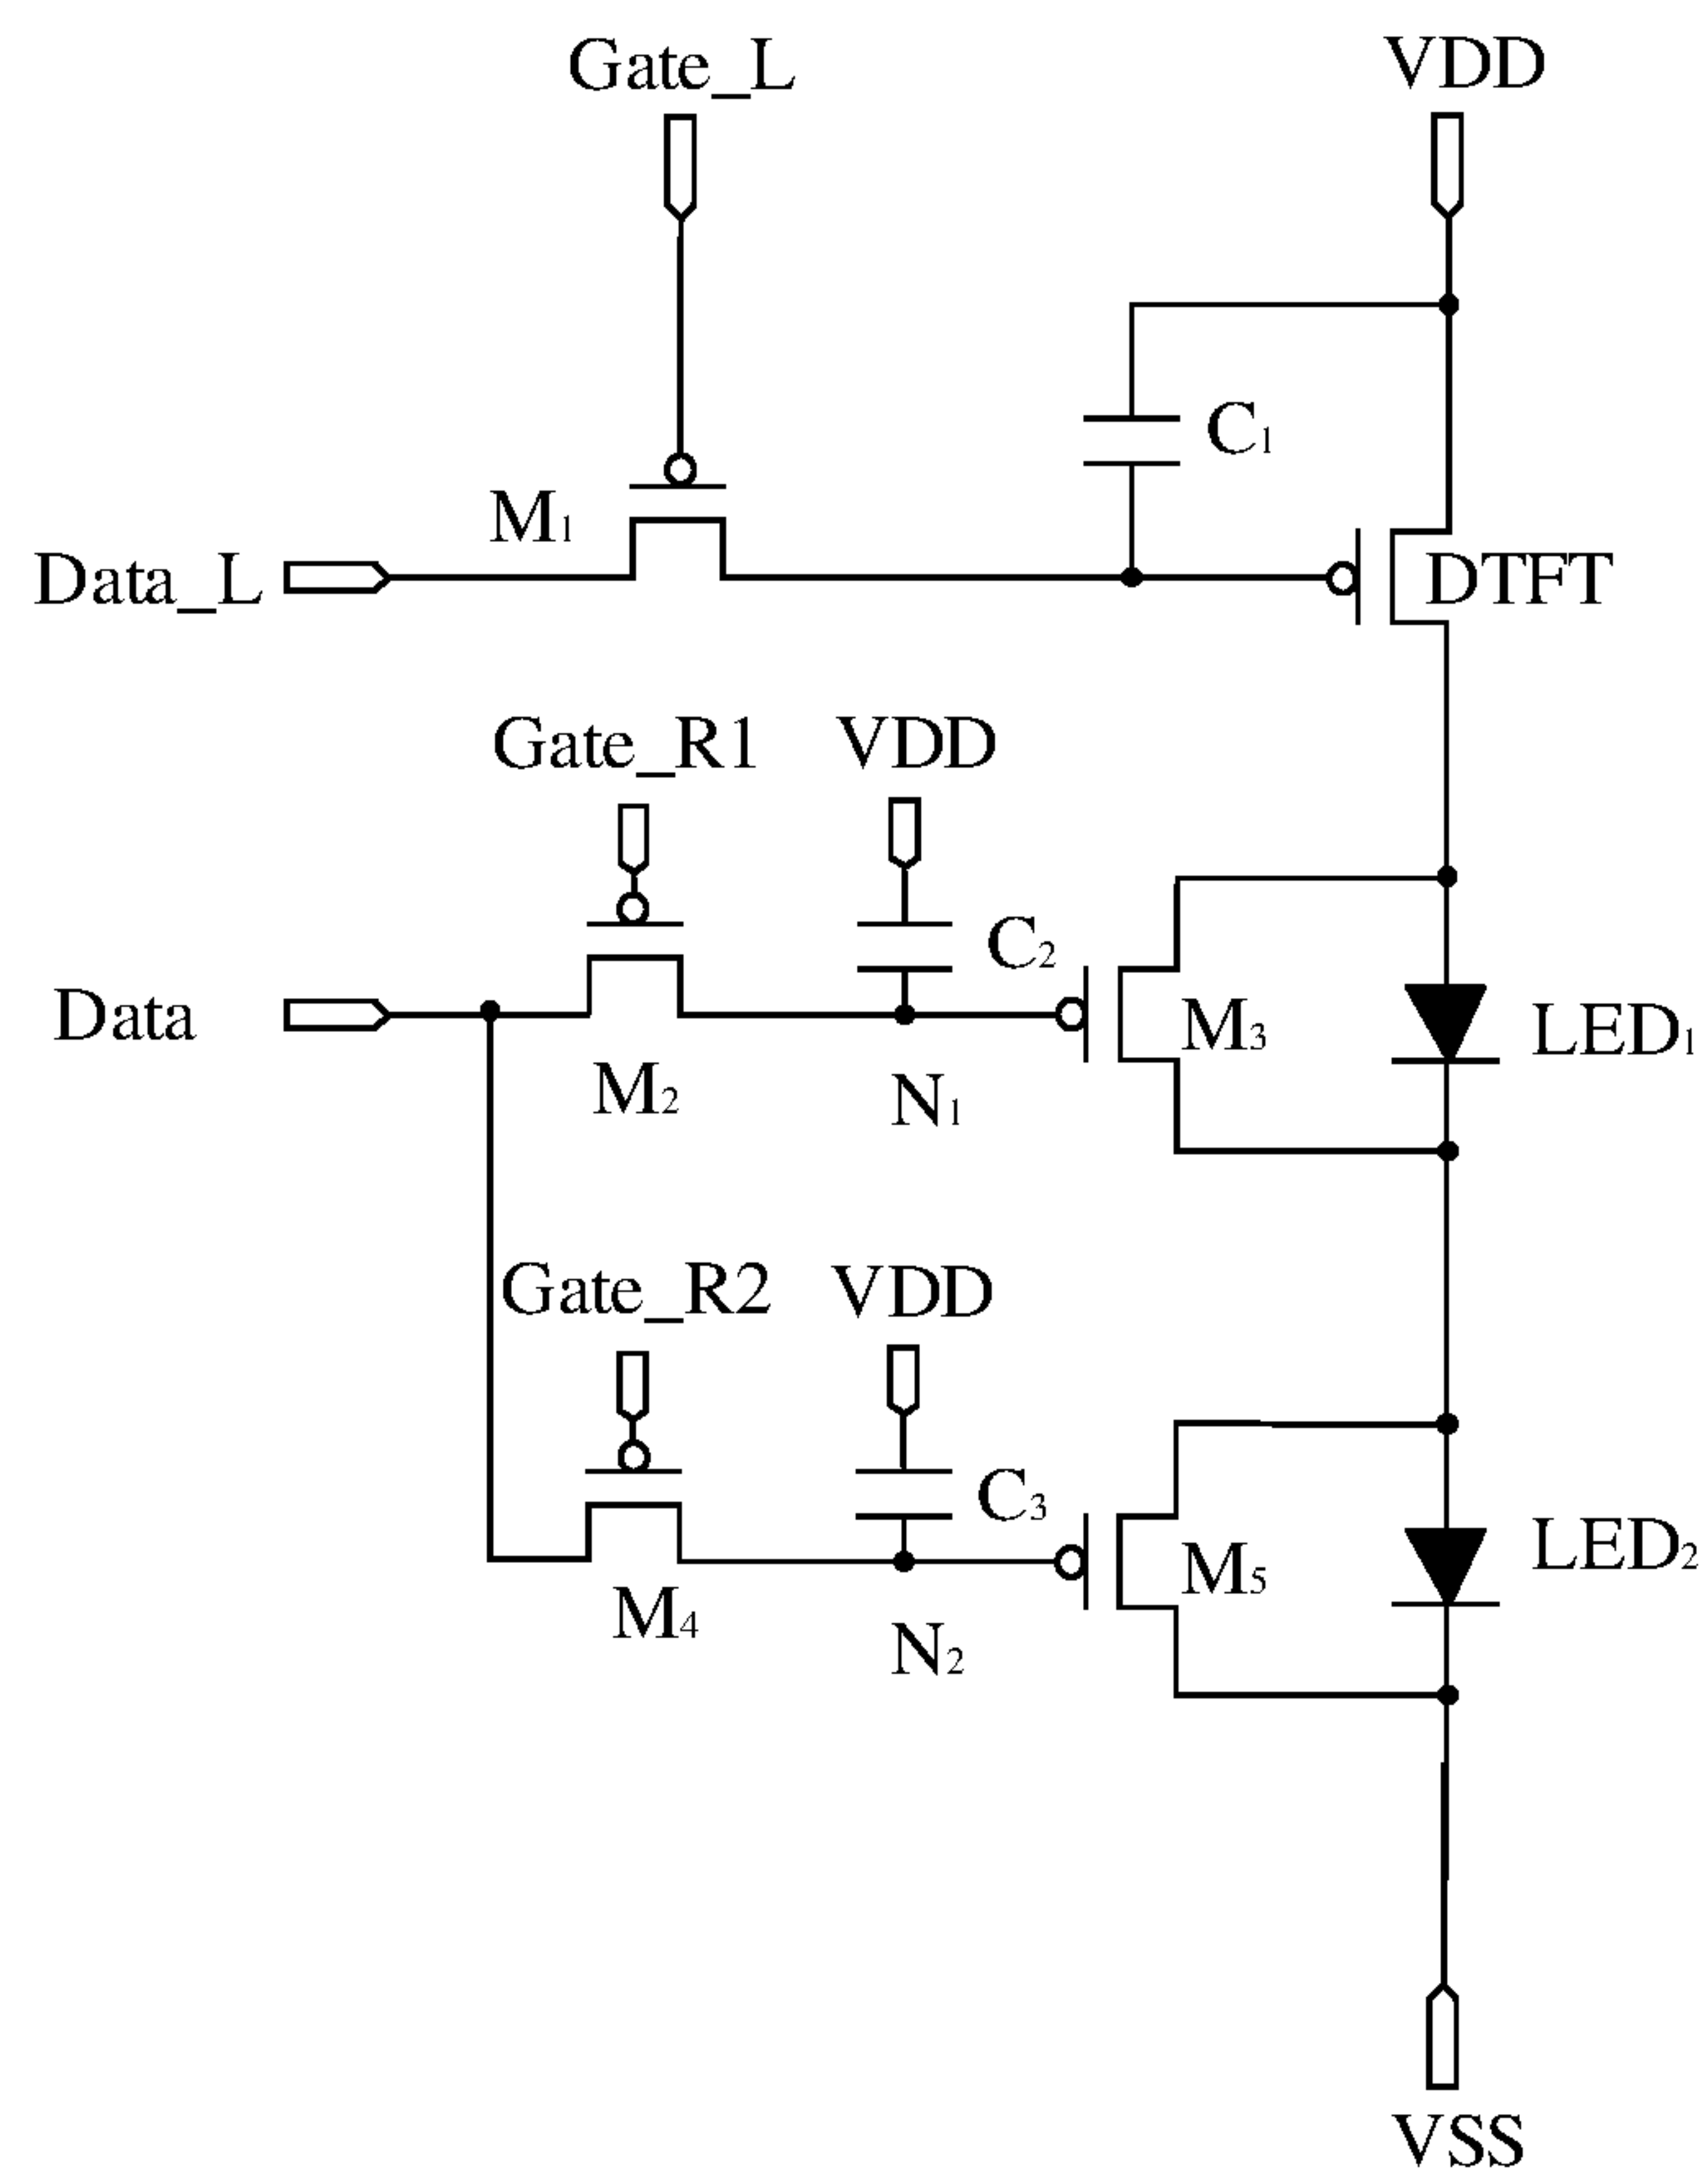 Gate_L
VDD
C1
M1
Data_L
DTFT
Gate_R1
VDD
C2
Data
M3
LED1
M2
N1
Gate_R2
VDD
C3
LED2
M5
M4
N2
VSS